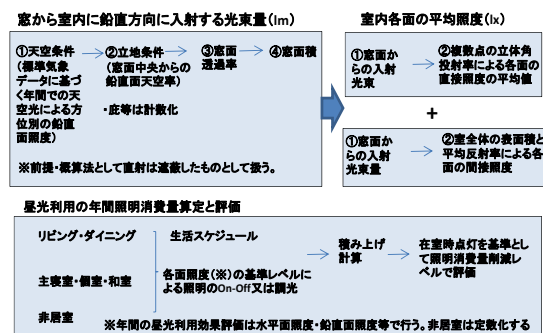 窓から室内に鉛直方向に入射する光束量(lm)
①天空条件
(標準気象
データに基づ
く年間での天
空光による方
位別の鉛直
面照度)
②立地条件
(窓面中央からの
鉛直面天空率)
・庇等は計数化
③窓面
透過率
④窓面積
※前提・概算法として直射は遮蔽したものとして扱う。
室内各面の平均照度(lx)
①窓面か
らの入射
光束
②複数点の立体角
投射率による各面の
直接照度の平均値
+
①窓面か
らの入射
光束量
②室全体の表面積と
平均反射率による各
面の間接照度
昼光利用の年間照明消費量算定と評価
リビング・ダイニング
主寝室・個室・和室
非居室
生活スケジュール
各面照度(※)の基準レベルに
よる照明のOn-Off又は調光
積み上げ
計算
在室時点灯を基準とし
て照明消費量削減レ
ベルで評価
※年間の昼光利用効果評価は水平面照度・鉛直面照度等で行う。非居室は定数化する